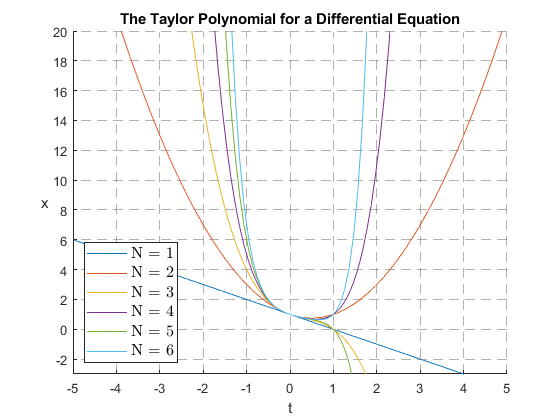 The Taylor Polynomial for a Differential Equation
20
18
16
14
12
10
8
6
4
2
0
-2
x
N = 1
N = 2
N = 3
N = 4
N = 5
N = 6
-5 -4 -3 -2 -1 0 1 2 3 4 5
t